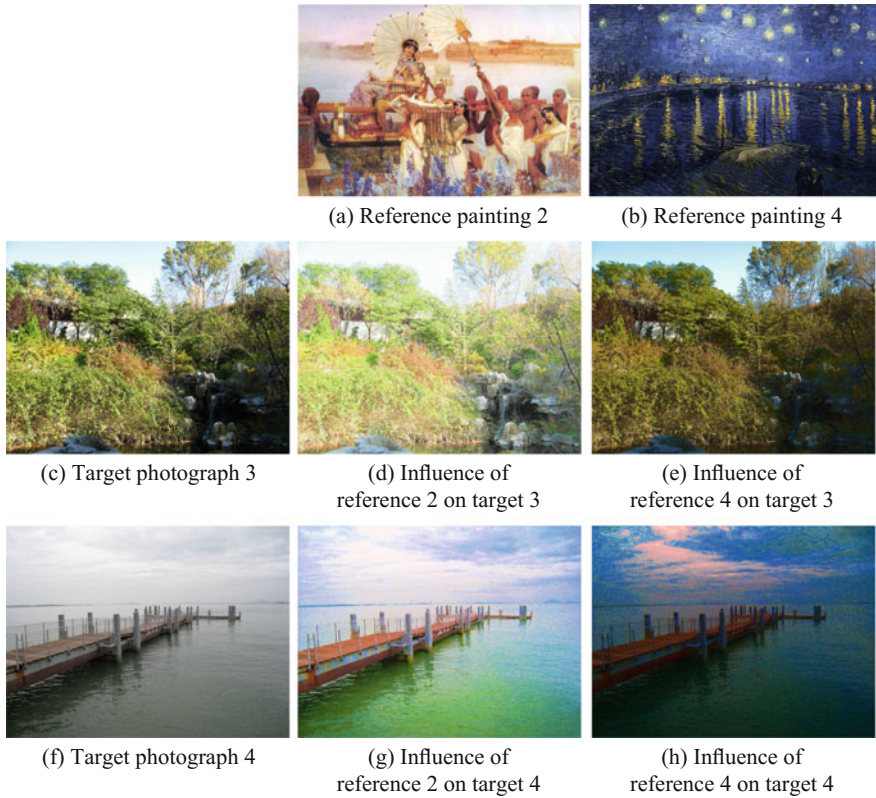 (a) Reference painting 2
(b) Reference painting 4
(c) Target photograph 3
(d) Influence of
reference 2 on target 3
(e) Influence of
reference 4 on target 3
(f) Target photograph 4
(g) Influence of
reference 2 on target 4
(h) Influence of
reference 4 on target 4